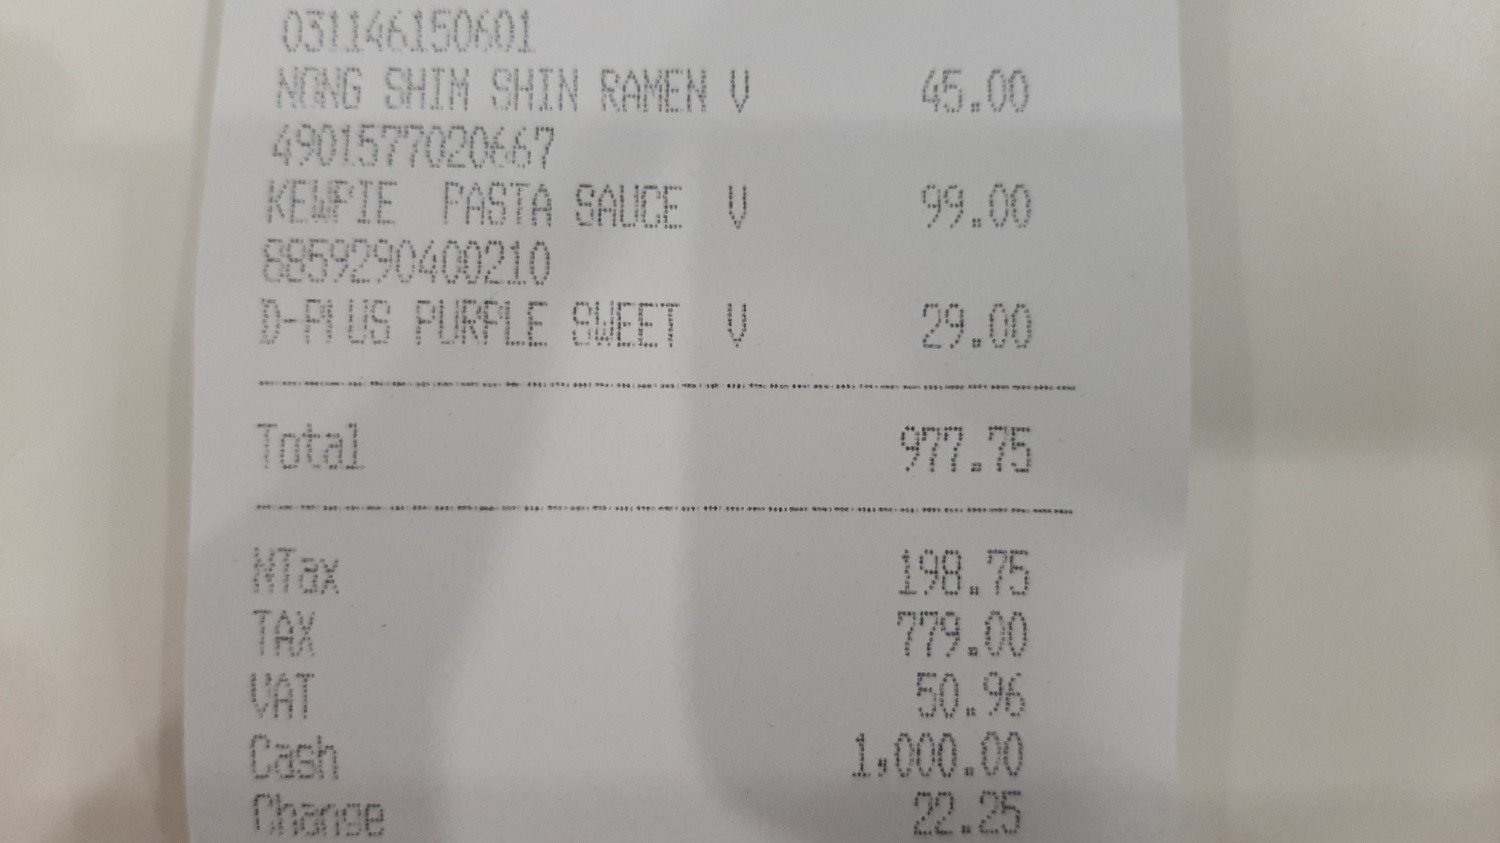 031146150601
NONG SHIM SHIN RAMEN V 45.00
4901577020667
KEWPIE PASTA SAUCE V 99.00
8859290400210
D-PLUS PURPLE SWEET V 29.00
Total 977.75
NTax 198.75
TAX 779.00
VAT 50.96
Cash 1,000.00
Change 22.25